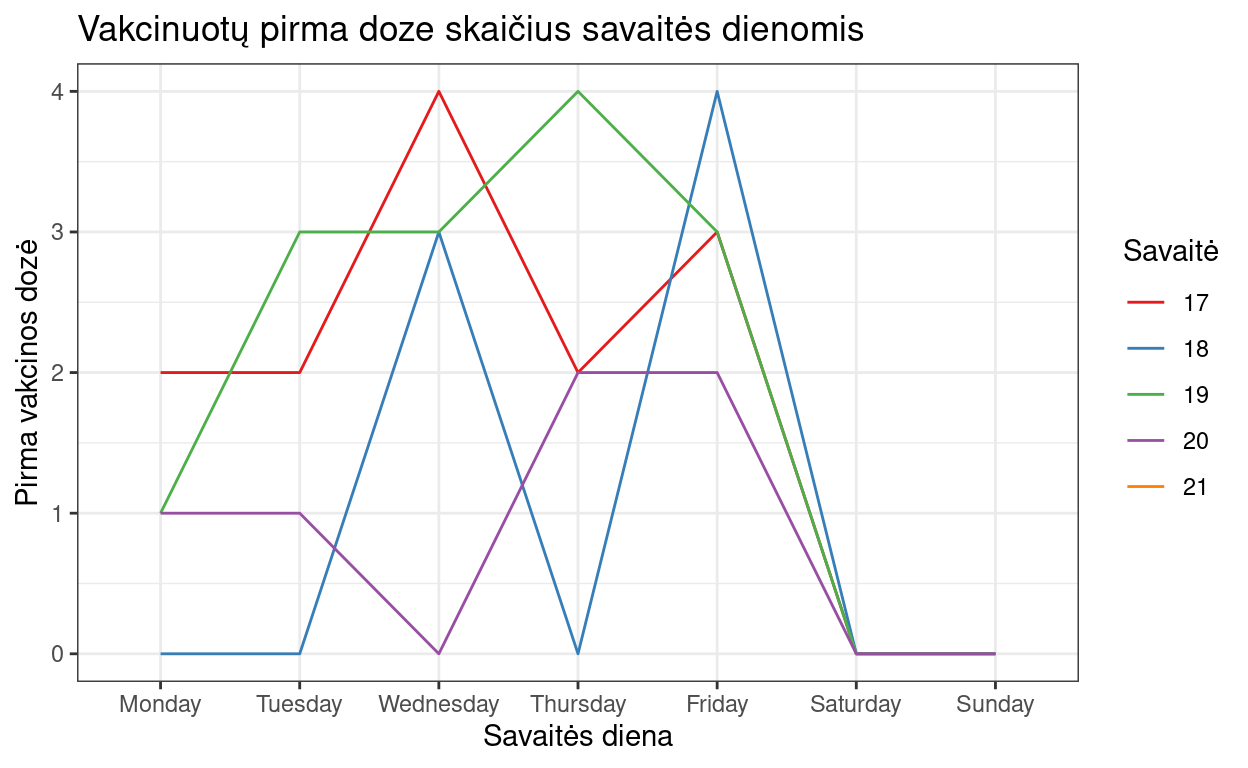 Vakcinuotų pirma doze skaičius savaitės dienomis
Pirma vakcinos dozė
4
3
2
1
0
Monday Tuesday Wednesday Thursday Friday Saturday Sunday
Savaitės diena
Savaitė
17
18
19
20
21